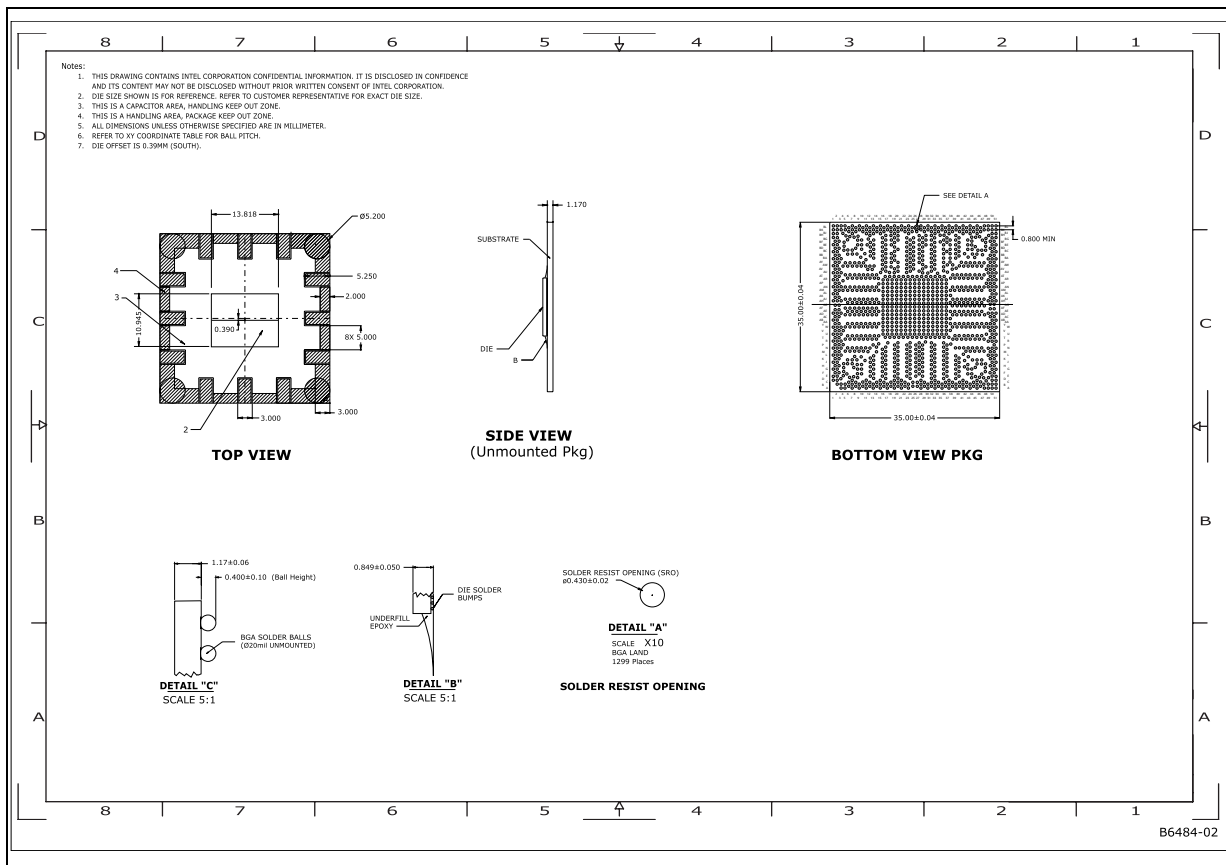 8 7 6 5 4 3 2 1
Notes:
1. THIS DRAWING CONTAINS INTEL CORPORATION CONFIDENTIAL INFORMATION. IT IS DISCLOSED IN CONFIDENCE
AND ITS CONTENT MAY NOT BE DISCLOSED WITHOUT PRIOR WRITTEN CONSENT OF INTEL CORPORATION.
2. DIE SIZE SHOWN IS FOR REFERENCE. REFER TO CUSTOMER REPRESENTATIVE FOR EXACT DIE SIZE.
3. THIS IS A CAPACITOR AREA, HANDLING KEEP OUT ZONE.
4. THIS IS A HANDLING AREA, PACKAGE KEEP OUT ZONE.
5. ALL DIMENSIONS UNLESS OTHERWISE SPECIFIED ARE IN MILLIMETER.
6. REFER TO XY COORDINATE TABLE FOR BALL PITCH.
7. DIE OFFSET IS 0.39MM (SOUTH).
D
D
13.818
Ø5.200
4
5.250
3
2.000
10.945
0.390
8X 5.000
3.000
3.000
2
TOP VIEW
1.170
SUBSTRATE
DIE
B
SIDE VIEW
(Unmounted Pkg)
SEE DETAIL A
0.800 MIN
35.00±0.04
35.00±0.04
BOTTOM VIEW PKG
C
C
B
B
1.17±0.06
0.400±0.10 (Ball Height)
BGA SOLDER BALLS
(Ø20mil UNMOUNTED)
DETAIL "C"
SCALE 5:1
0.849±0.050
DIE SOLDER
BUMPS
UNDERFILL
EPOXY
DETAIL "B"
SCALE 5:1
SOLDER RESIST OPENING (SRO)
ø0.430±0.02
DETAIL "A"
SCALE X10
BGA LAND
1299 Places
SOLDER RESIST OPENING
A
A
8 7 6 5 4 3 2 1
B6484-02